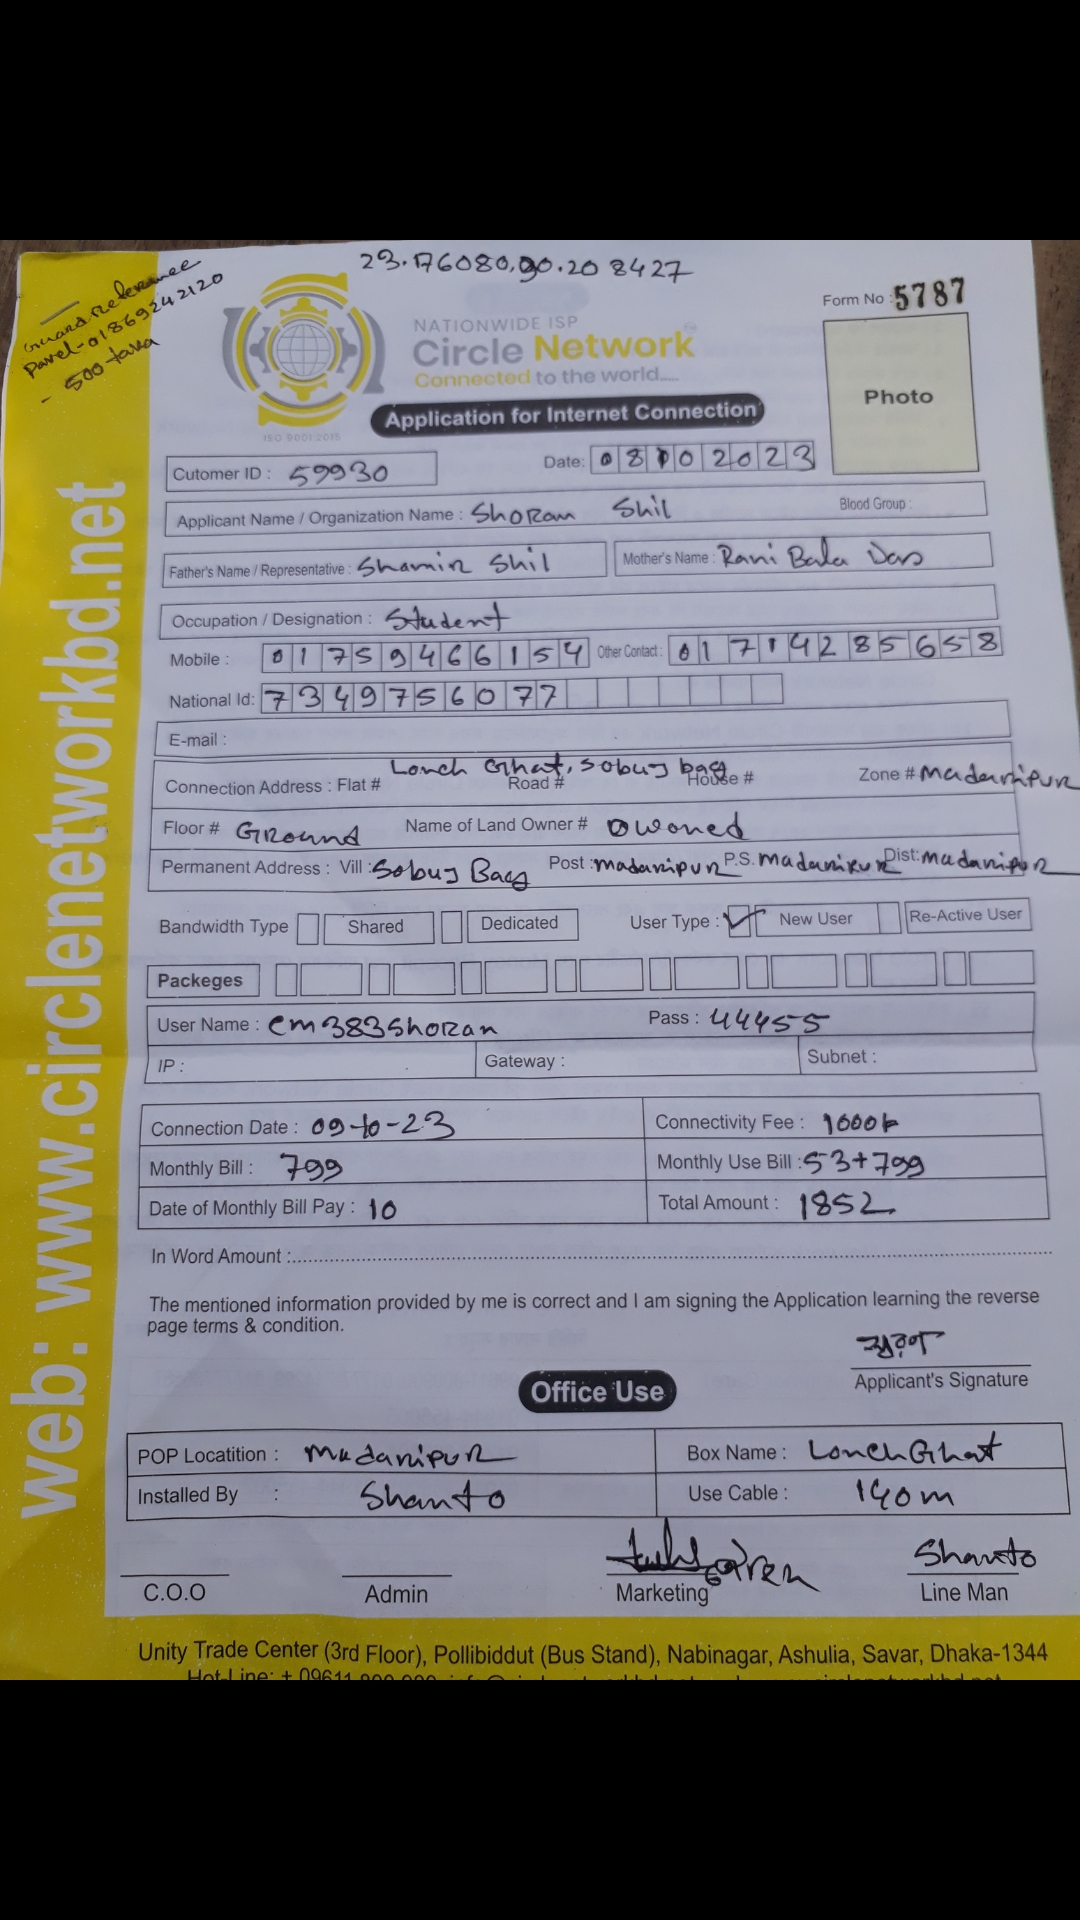 23.176080,90.208427
Guard Reference
Pavel-01869242120
- 500 taka
Form No : 5787
NATIONWIDE ISP
Circle Network
Connected to the world.....
ISO 9001:2015
Photo
Application for Internet Connection
Cutomer ID : 59930
Date: 08102023
Applicant Name / Organization Name : Shoran Shil Blood Group :
Father's Name / Representative : Shamir Shil Mother's Name : Rani Bala Das
Occupation / Designation : Student
Mobile : 01759466154 Other Contact : 01714285658
National Id: 7349756077
E-mail :
Lonch Ghat, Sobuj bag
Connection Address : Flat # Road # House # Zone # Madaripur
Floor # Ground Name of Land Owner # Owoned
Permanent Address : Vill : Sobuj Bag Post : Madaripur P.S. Madaripur Dist: Madaripur
Bandwidth Type Shared Dedicated User Type : ✓ New User Re-Active User
Packeges
User Name : cm383shoran Pass : 44455
IP : Gateway : Subnet :
Connection Date : 09-10-23 Connectivity Fee : 1000৳
Monthly Bill : 799 Monthly Use Bill : 53+799
Date of Monthly Bill Pay : 10 Total Amount : 1852
In Word Amount :
The mentioned information provided by me is correct and I am signing the Application learning the reverse
page terms & condition.
Applicant's Signature
Office Use
POP Locatition : Madaripur Box Name : Lonch Ghat
Installed By : Shanto Use Cable : 140m
Shanto
C.O.O Admin Marketing Line Man
Unity Trade Center (3rd Floor), Pollibiddut (Bus Stand), Nabinagar, Ashulia, Savar, Dhaka-1344
web: www.circlenetworkbd.net